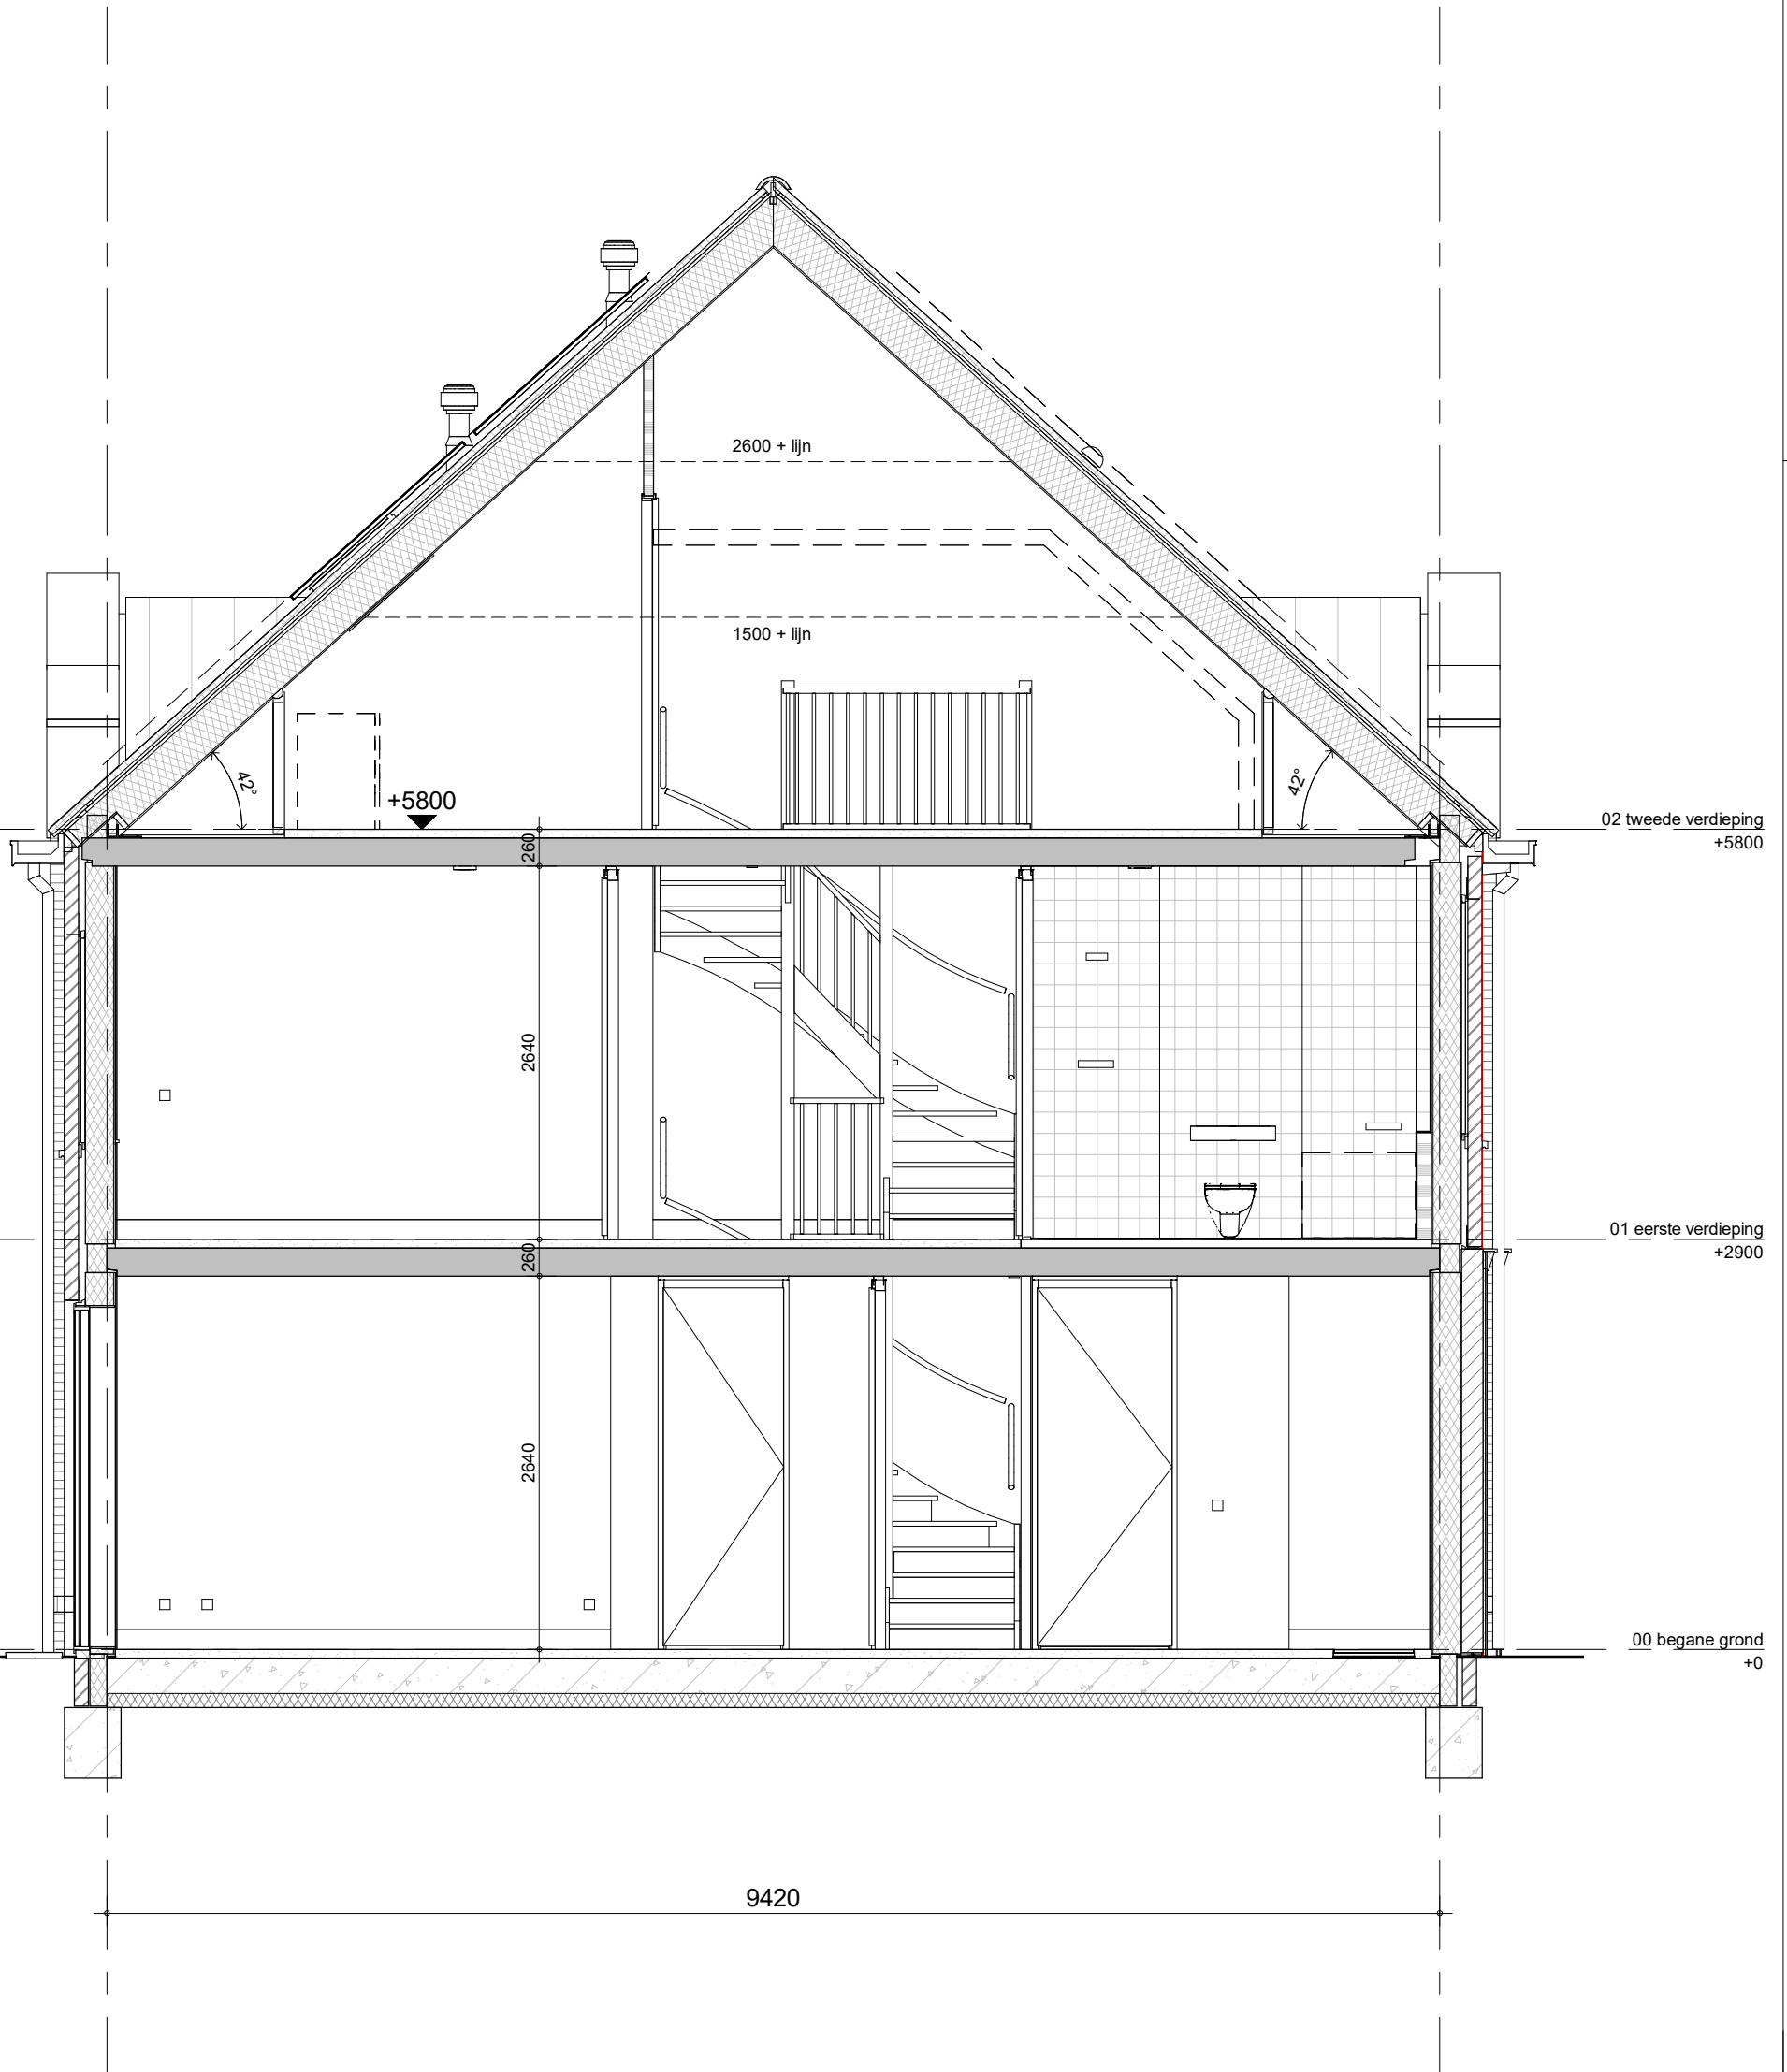 2600 + lijn
1500 + lijn
42°
+5800
42°
02 tweede verdieping
+5800
260
2640
01 eerste verdieping
+2900
260
2640
00 begane grond
+0
9420